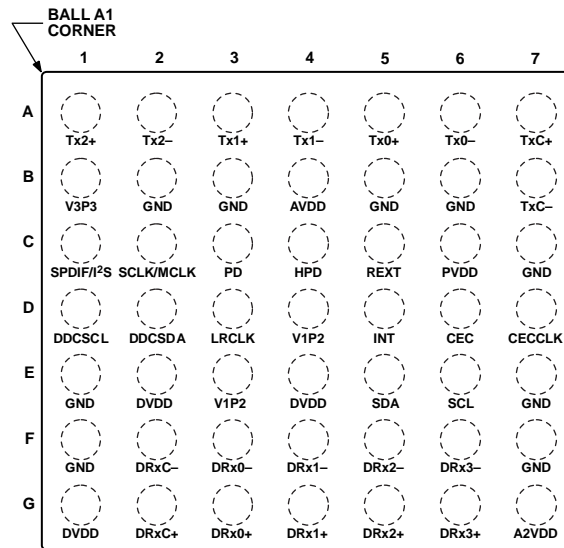 BALL A1
CORNER
1 2 3 4 5 6 7
A
Tx2+ Tx2– Tx1+ Tx1– Tx0+ Tx0– TxC+
B
V3P3 GND GND AVDD GND GND TxC–
C
SPDIF/I²S SCLK/MCLK PD HPD REXT PVDD GND
D
DDCSCL DDCSDA LRCLK V1P2 INT CEC CECCLK
E
GND DVDD V1P2 DVDD SDA SCL GND
F
GND DRxC– DRx0– DRx1– DRx2– DRx3– GND
G
DVDD DRxC+ DRx0+ DRx1+ DRx2+ DRx3+ A2VDD